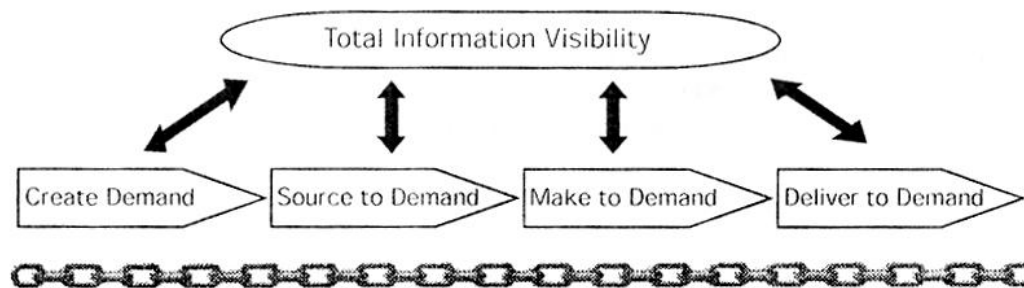 Total Information Visibility
Create Demand
Source to Demand
Make to Demand
Deliver to Demand